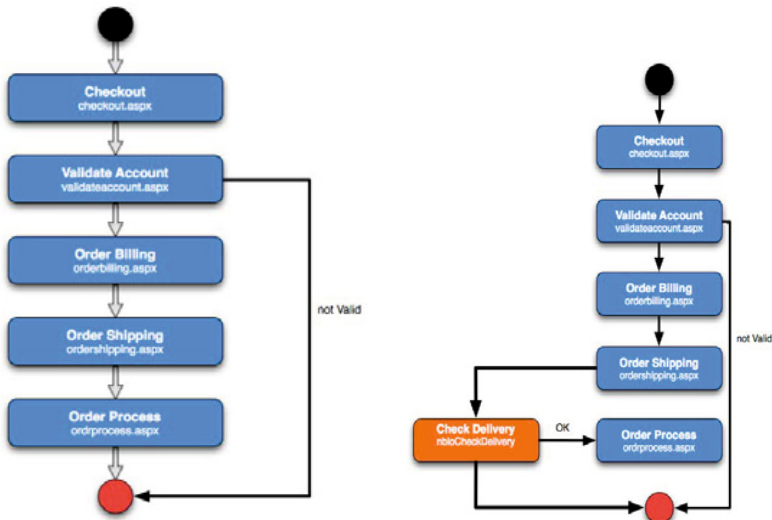 Checkout
checkout.aspx
Validate Account
validateaccount.aspx
Order Billing
orderbilling.aspx
not Valid
Order Shipping
ordershipping.aspx
Order Process
ordrprocess.aspx
Checkout
checkout.aspx
Validate Account
validateaccount.aspx
Order Billing
orderbilling.aspx
not Valid
Order Shipping
ordershipping.aspx
Check Delivery
nbloCheckDelivery
OK
Order Process
ordrprocess.aspx